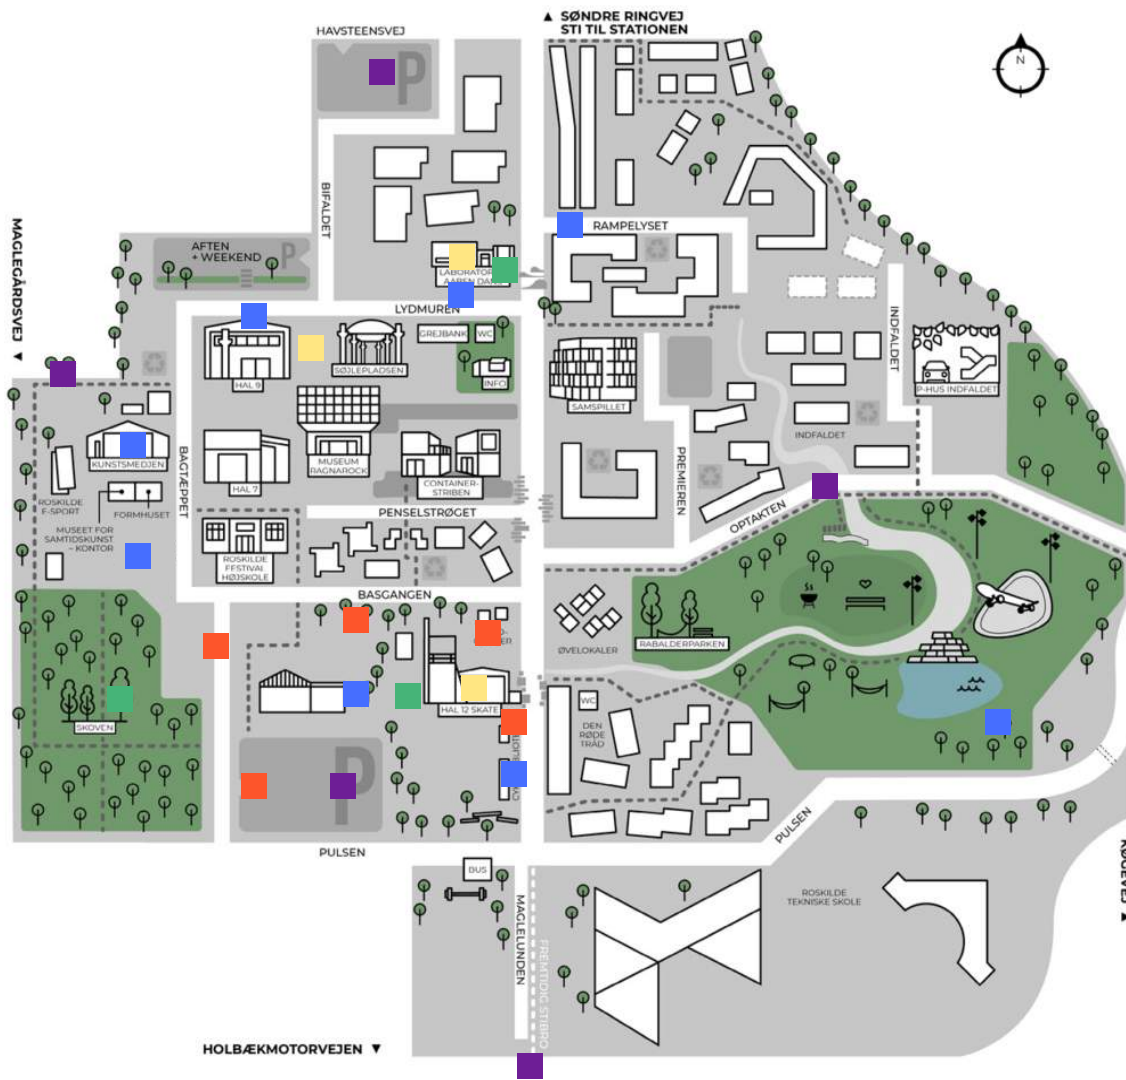 ▲ SØNDRE RINGVEJ
STI TIL STATIONEN
HAVSTEENSVEJ
P
N
BIFALDET
MAGLEGÅRDSVEJ ▼
RAMPELYSET
AFTEN
+ WEEKEND
P
LYDMUREN
GREJBANK
WC
INFO
HAL 9
SØJLEPLADSEN
SAMSPILLET
INDFALDET
P-HUS INDFALDET
INDFALDET
KUNSTSMEDJEN
BAGTÆPPET
HAL 7
MUSEUM
RAGNAROCK
CONTAINER-
STRIBEN
PREMIEREN
ROSKILDE
E-SPORT
FORMHUSET
MUSEET FOR
SAMTIDSKUNST
– KONTOR
PENSELSTRØGET
OPTAKTEN
ROSKILDE
FESTIVAL
HØJSKOLE
BASGANGEN
ØVELOKALER
RABALDERPARKEN
HAL 12 SKATE
SKOVEN
WC
DEN
RØDE
TRÅD
P
PULSEN
PULSEN
BUS
MAGLELUNDEN
FREMTIDIG STIBRO
ROSKILDE
TEKNISKE SKOLE
HOLBÆKMOTORVEJEN ▼